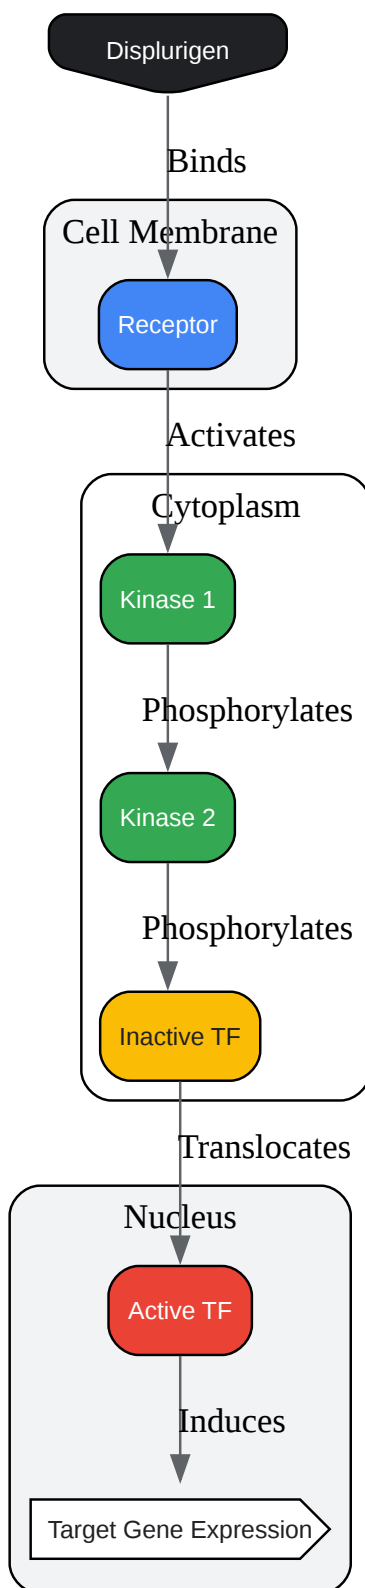 Displurigen
Binds
Cell Membrane
Receptor
Activates
Cytoplasm
Kinase 1
Phosphorylates
Kinase 2
Phosphorylates
Inactive TF
Translocates
Nucleus
Active TF
Induces
Target Gene Expression